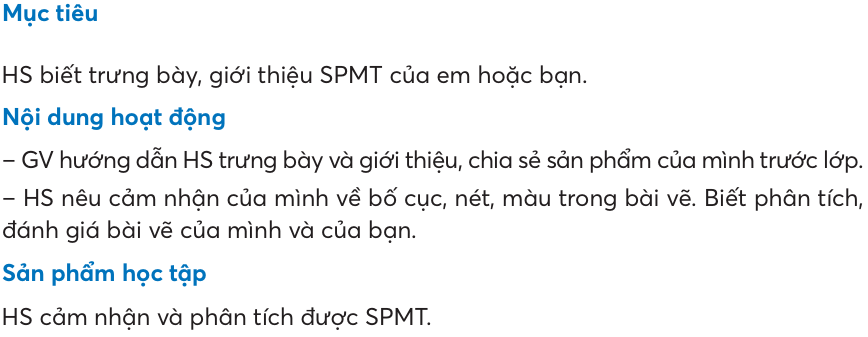 Mục tiêu
HS biết trưng bày, giới thiệu SPMT của em hoặc bạn.
Nội dung hoạt động
– GV hướng dẫn HS trưng bày và giới thiệu, chia sẻ sản phẩm của mình trước lớp.
– HS nêu cảm nhận của mình về bố cục, nét, màu trong bài vẽ. Biết phân tích,
đánh giá bài vẽ của mình và của bạn.
Sản phẩm học tập
HS cảm nhận và phân tích được SPMT.